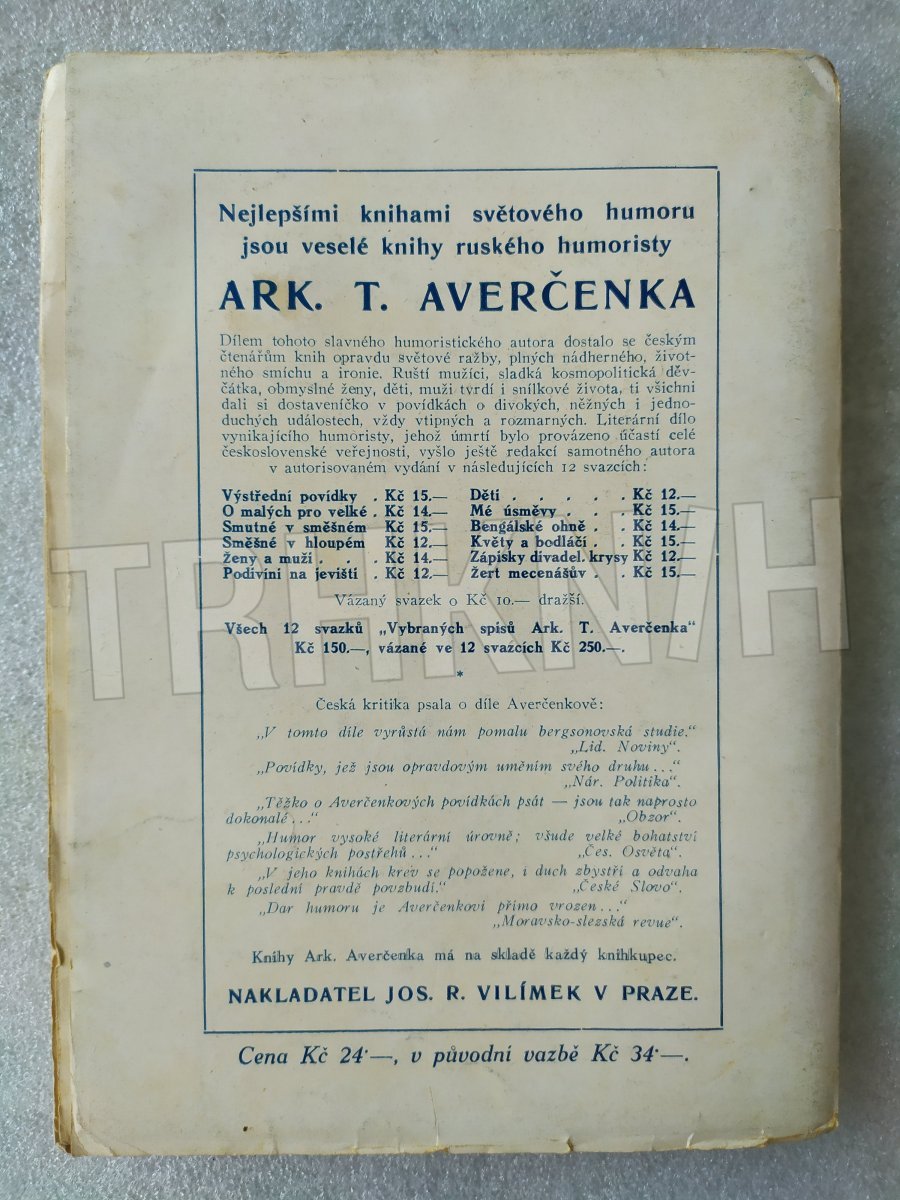 Nejlepšími knihami světového humoru
jsou veselé knihy ruského humoristy
ARK. T. AVERČENKA
Dílem tohoto slavného humoristického autora dostalo se českým
čtenářům knih opravdu světové ražby, plných nádherného, život-
ného smíchu a ironie. Ruští mužíci, sladká kosmopolitická děv-
čátka, obmyslné ženy, děti, muži tvrdí i snílkové života, ti všichni
dali si dostaveníčko v povídkách o divokých, něžných i jedno-
duchých událostech, vždy vtipných a rozmarných. Literární dílo
vynikajícího humoristy, jehož úmrtí bylo provázeno účastí celé
československé veřejnosti, vyšlo ještě redakcí samotného autora
v autorisovaném vydání v následujících 12 svazcích:
Výstřední povídky . Kč 15.— Děti . . . . . Kč 12.—
O malých pro velké . Kč 14.— Mé úsměvy . . . Kč 15.—
Smutné v směšném . Kč 15.— Bengálské ohně . . Kč 14.—
Směšné v hloupém . Kč 12.— Květy a bodláčí . . Kč 15.—
Ženy a muži . . . Kč 14.— Zápisky divadel. krysy Kč 12.—
Podivíni na jevišti . Kč 12.— Žert mecenášův . . Kč 15.—
Vázaný svazek o Kč 10.— dražší.
Všech 12 svazků „Vybraných spisů Ark. T. Averčenka“
Kč 150.—, vázané ve 12 svazcích Kč 250.—.
*
Česká kritika psala o díle Averčenkově:
„V tomto díle vyrůstá nám pomalu bergsonovská studie.“
„Lid. Noviny“.
„Povídky, jež jsou opravdovým uměním svého druhu...“
„Nár. Politika“.
„Těžko o Averčenkových povídkách psát — jsou tak naprosto
dokonalé...“ „Obzor“.
„Humor vysoké literární úrovně; všude velké bohatství
psychologických postřehů...“ „Čes. Osvěta“.
„V jeho knihách krev se popožene, i duch zbystří a odvaha
k poslední pravdě povzbudí.“ „České Slovo“.
„Dar humoru je Averčenkovi přímo vrozen...“
„Moravsko-slezská revue“.
Knihy Ark. Averčenka má na skladě každý knihkupec.
NAKLADATEL JOS. R. VILÍMEK V PRAZE.
Cena Kč 24·—, v původní vazbě Kč 34·—.
TRHKNIH